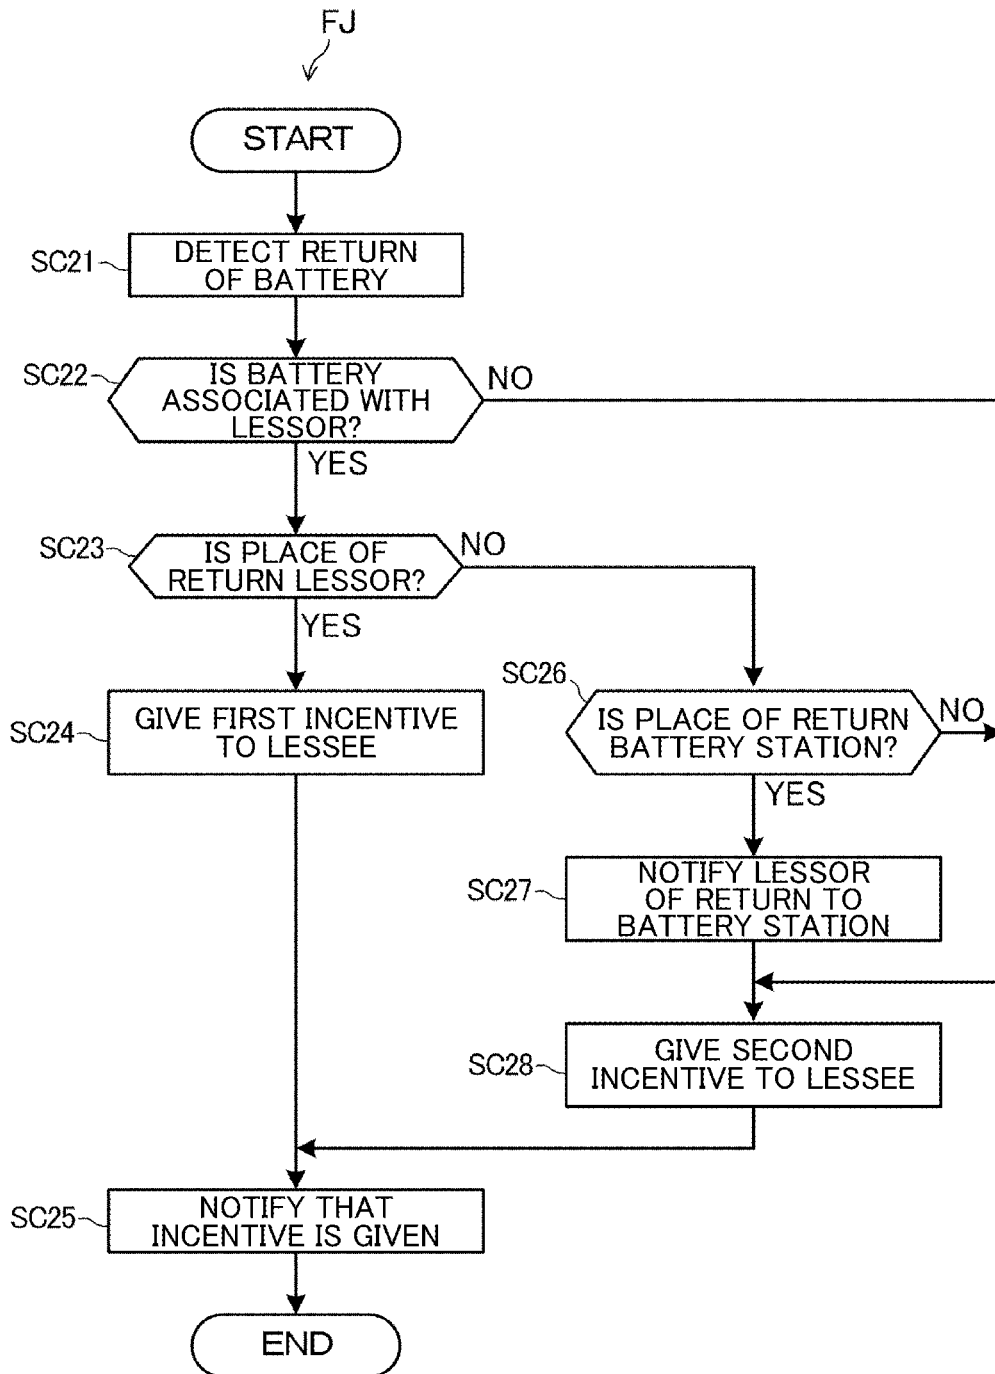 FJ
START
SC21
DETECT RETURN
OF BATTERY
SC22
IS BATTERY
ASSOCIATED WITH
LESSOR?
NO
YES
SC23
IS PLACE OF
RETURN LESSOR?
NO
YES
SC24
GIVE FIRST INCENTIVE
TO LESSEE
SC26
IS PLACE OF RETURN
BATTERY STATION?
NO
YES
SC27
NOTIFY LESSOR
OF RETURN TO
BATTERY STATION
SC28
GIVE SECOND
INCENTIVE TO LESSEE
SC25
NOTIFY THAT
INCENTIVE IS GIVEN
END